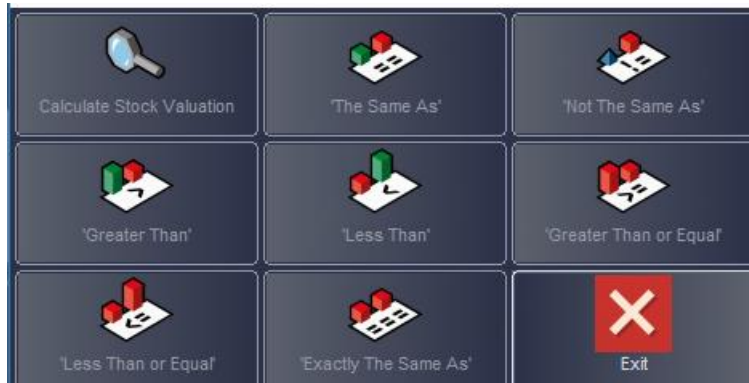 Calculate Stock Valuation
'The Same As'
'Not The Same As'
'Greater Than'
'Less Than'
'Greater Than or Equal'
'Less Than or Equal'
'Exactly The Same As'
Exit
==
!=
>
<
>=
<=
===